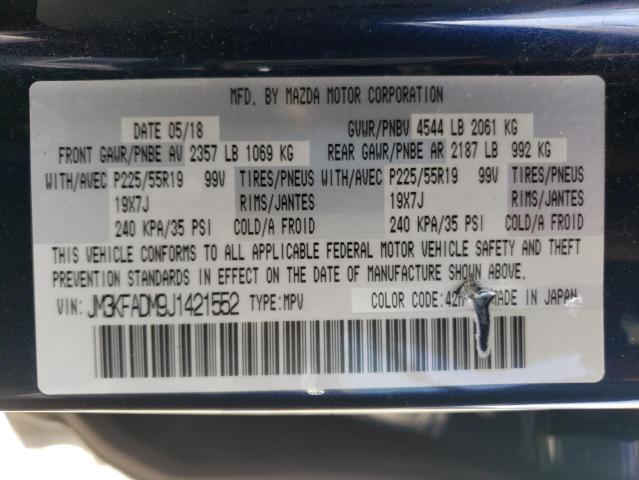 MFD. BY MAZDA MOTOR CORPORATION
DATE 05/18 GVWR/PNBV 4544 LB 2061 KG
FRONT GAWR/PNBE AV 2357 LB 1069 KG REAR GAWR/PNBE AR 2187 LB 992 KG
WITH/AVEC P225/55R19 99V TIRES/PNEUS WITH/AVEC P225/55R19 99V TIRES/PNEUS
19X7J RIMS/JANTES 19X7J RIMS/JANTES
240 KPA/35 PSI COLD/A FROID 240 KPA/35 PSI COLD/A FROID
THIS VEHICLE CONFORMS TO ALL APPLICABLE FEDERAL MOTOR VEHICLE SAFETY AND THEFT
PREVENTION STANDARDS IN EFFECT ON THE DATE OF MANUFACTURE SHOWN ABOVE.
VIN: JM3KFADM9J1421552 TYPE:MPV COLOR CODE: MADE IN JAPAN